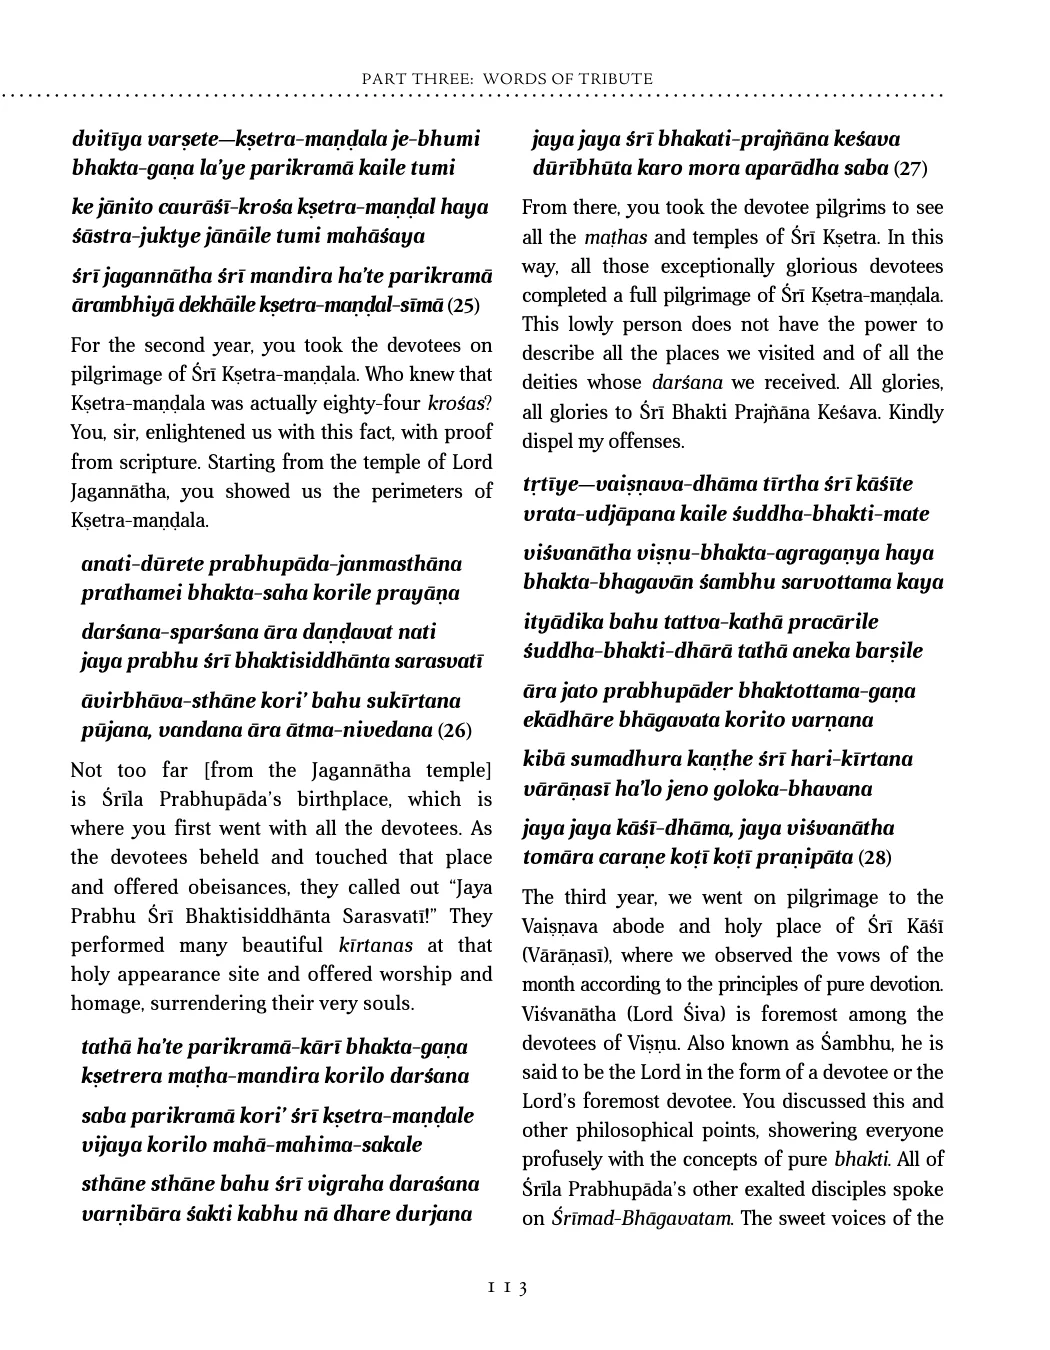 PART THREE: WORDS OF TRIBUTE
dvitīya varṣete—kṣetra-maṇḍala je-bhumi
bhakta-gaṇa la’ye parikramā kaile tumi
ke jānito caurāśī-krośa kṣetra-maṇḍal haya
śāstra-juktye jānāile tumi mahāśaya
śrī jagannātha śrī mandira ha’te parikramā
ārambhiyā dekhāile kṣetra-maṇḍal-sīmā (25)
For the second year, you took the devotees on
pilgrimage of Śrī Kṣetra-maṇḍala. Who knew that
Kṣetra-maṇḍala was actually eighty-four krośas?
You, sir, enlightened us with this fact, with proof
from scripture. Starting from the temple of Lord
Jagannātha, you showed us the perimeters of
Kṣetra-maṇḍala.
anati-dūrete prabhupāda-janmasthāna
prathamei bhakta-saha korile prayāṇa
darśana-sparśana āra daṇḍavat nati
jaya prabhu śrī bhaktisiddhānta sarasvatī
āvirbhāva-sthāne kori’ bahu sukīrtana
pūjana, vandana āra ātma-nivedana (26)
Not too far [from the Jagannātha temple]
is Śrīla Prabhupāda’s birthplace, which is
where you first went with all the devotees. As
the devotees beheld and touched that place
and offered obeisances, they called out “Jaya
Prabhu Śrī Bhaktisiddhānta Sarasvatī!” They
performed many beautiful kīrtanas at that
holy appearance site and offered worship and
homage, surrendering their very souls.
tathā ha’te parikramā-kārī bhakta-gaṇa
kṣetrera maṭha-mandira korilo darśana
saba parikramā kori’ śrī kṣetra-maṇḍale
vijaya korilo mahā-mahima-sakale
sthāne sthāne bahu śrī vigraha daraśana
varṇibāra śakti kabhu nā dhare durjana
jaya jaya śrī bhakati-prajñāna keśava
dūrībhūta karo mora aparādha saba (27)
From there, you took the devotee pilgrims to see
all the maṭhas and temples of Śrī Kṣetra. In this
way, all those exceptionally glorious devotees
completed a full pilgrimage of Śrī Kṣetra-maṇḍala.
This lowly person does not have the power to
describe all the places we visited and of all the
deities whose darśana we received. All glories,
all glories to Śrī Bhakti Prajñāna Keśava. Kindly
dispel my offenses.
tṛtīye—vaiṣṇava-dhāma tīrtha śrī kāśīte
vrata-udjāpana kaile śuddha-bhakti-mate
viśvanātha viṣṇu-bhakta-agragaṇya haya
bhakta-bhagavān śambhu sarvottama kaya
ityādika bahu tattva-kathā pracārile
śuddha-bhakti-dhārā tathā aneka barṣile
āra jato prabhupāder bhaktottama-gaṇa
ekādhāre bhāgavata korito varṇana
kibā sumadhura kaṇṭhe śrī hari-kīrtana
vārāṇasī ha’lo jeno goloka-bhavana
jaya jaya kāśī-dhāma, jaya viśvanātha
tomāra caraṇe koṭī koṭī praṇipāta (28)
The third year, we went on pilgrimage to the
Vaiṣṇava abode and holy place of Śrī Kāśī
(Vārāṇasī), where we observed the vows of the
month according to the principles of pure devotion.
Viśvanātha (Lord Śiva) is foremost among the
devotees of Viṣṇu. Also known as Śambhu, he is
said to be the Lord in the form of a devotee or the
Lord’s foremost devotee. You discussed this and
other philosophical points, showering everyone
profusely with the concepts of pure bhakti. All of
Śrīla Prabhupāda’s other exalted disciples spoke
on Śrīmad-Bhāgavatam. The sweet voices of the
113